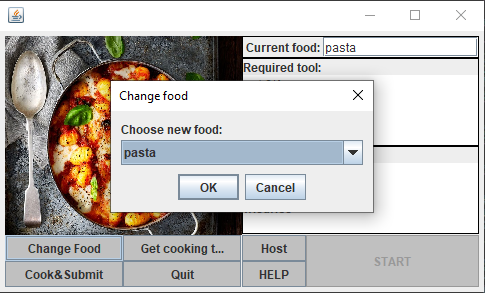 Current food: pasta
Required tool:
Change food
Choose new food:
pasta
OK Cancel
Change Food Get cooking t... Host START
Cook&Submit Quit HELP